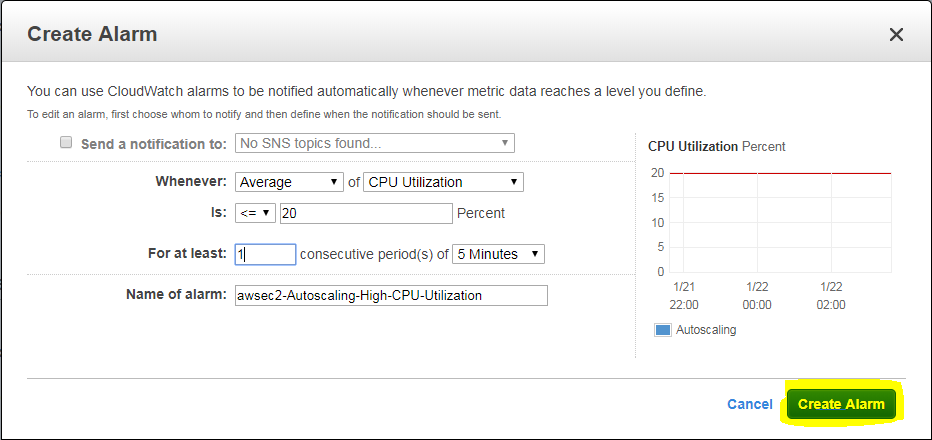 Create Alarm
You can use CloudWatch alarms to be notified automatically whenever metric data reaches a level you define.
To edit an alarm, first choose whom to notify and then define when the notification should be sent.
Send a notification to: No SNS topics found...
Whenever: Average of CPU Utilization
Is: <= 20 Percent
For at least: 1 consecutive period(s) of 5 Minutes
Name of alarm: awsec2-Autoscaling-High-CPU-Utilization
CPU Utilization Percent
20
15
10
5
0
1/21 1/22 1/22
22:00 00:00 02:00
Autoscaling
Cancel Create Alarm